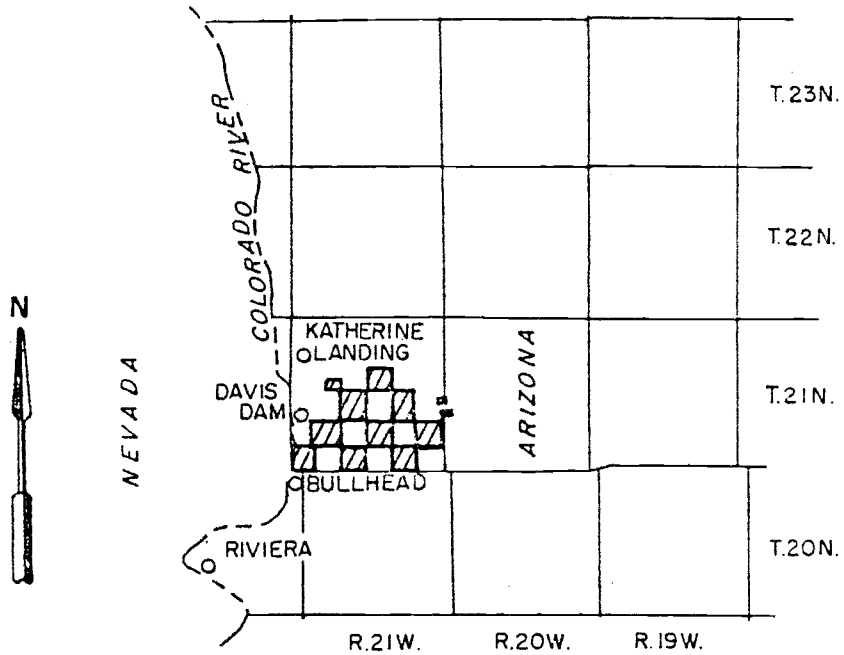 T.23N.
COLORADO RIVER
T.22N.
N
KATHERINE
LANDING
NEVADA
DAVIS
DAM
ARIZONA
T.21N.
BULLHEAD
RIVIERA
T.20N.
R.21W. R.20W. R.19W.